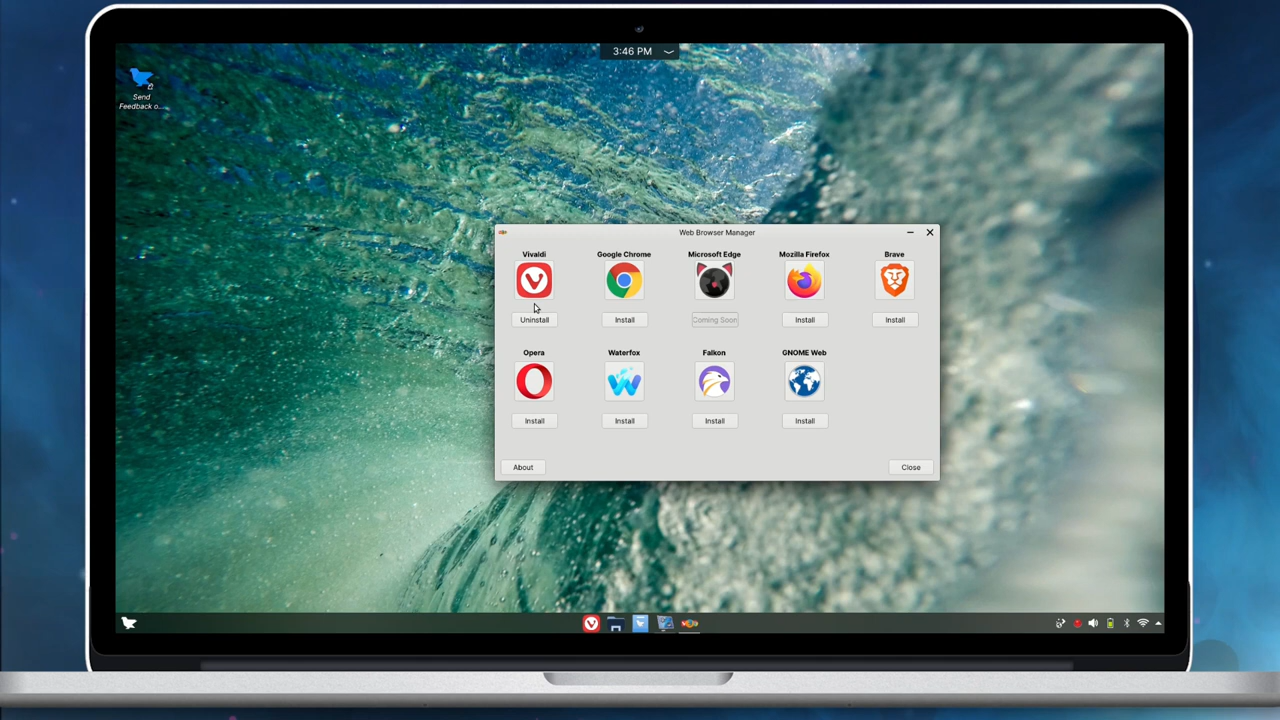 3:46 PM
Send
Feedback o...
Web Browser Manager
Vivaldi
Google Chrome
Microsoft Edge
Mozilla Firefox
Brave
Uninstall
Install
Coming Soon
Install
Install
Opera
Waterfox
Falkon
GNOME Web
Install
Install
Install
Install
About
Close